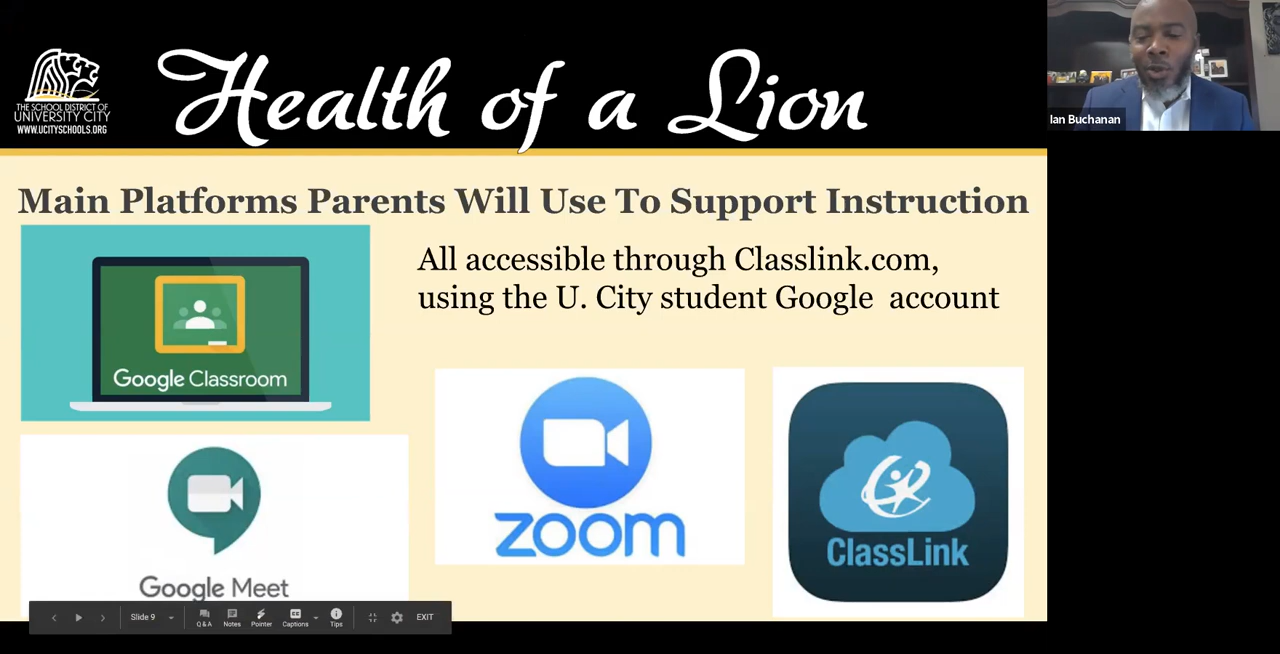 THE SCHOOL DISTRICT OF
UNIVERSITY CITY
WWW.UCITYSCHOOLS.ORG
Health of a Lion
Ian Buchanan
Main Platforms Parents Will Use To Support Instruction
All accessible through Classlink.com,
using the U. City student Google account
Google Classroom
Google Meet
zoom
ClassLink
Slide 9
Q & A
Notes
Pointer
Captions
Tips
EXIT